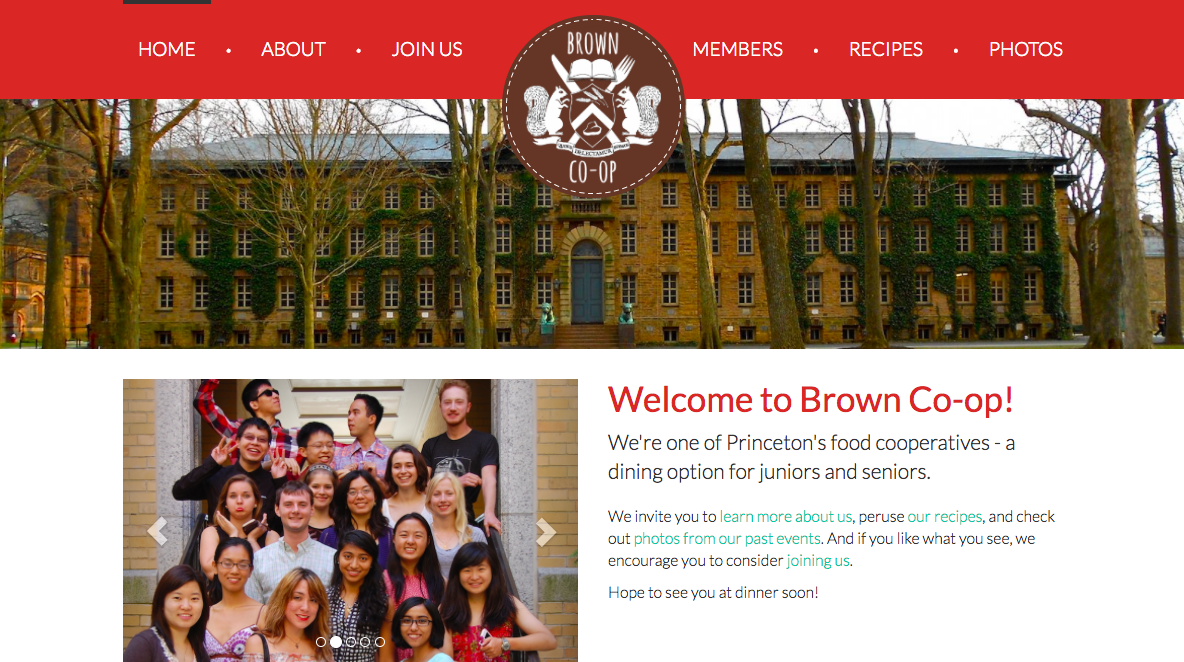 HOME • ABOUT • JOIN US
BROWN
DELECTAMUR
CO-OP
MEMBERS • RECIPES • PHOTOS
Welcome to Brown Co-op!
We're one of Princeton's food cooperatives - a
dining option for juniors and seniors.
We invite you to learn more about us, peruse our recipes, and check
out photos from our past events. And if you like what you see, we
encourage you to consider joining us.
Hope to see you at dinner soon!